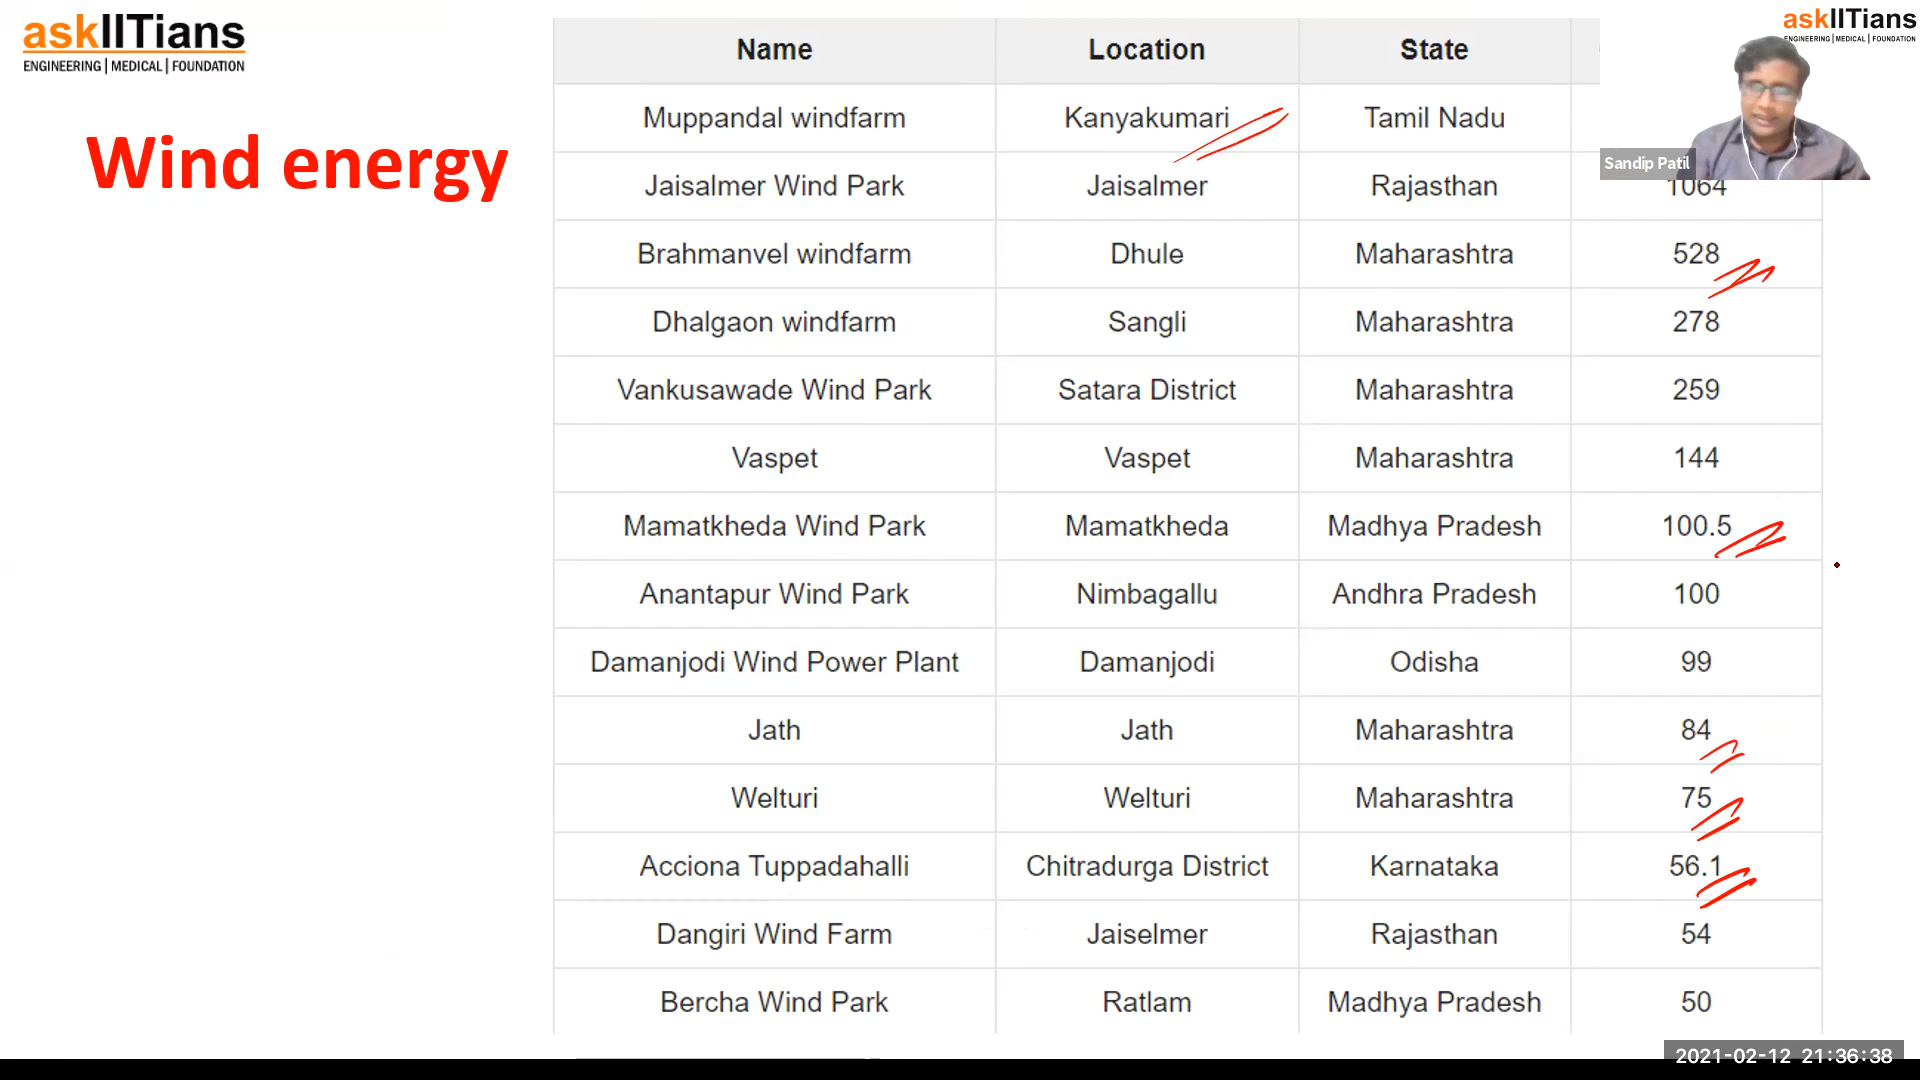 askIITians
ENGINEERING | MEDICAL | FOUNDATION
askIITians
ENGINEERING | MEDICAL | FOUNDATION
Wind energy
Name Location State
Muppandal windfarm Kanyakumari Tamil Nadu
Sandip Patil
Jaisalmer Wind Park Jaisalmer Rajasthan 1064
Brahmanvel windfarm Dhule Maharashtra 528
Dhalgaon windfarm Sangli Maharashtra 278
Vankusawade Wind Park Satara District Maharashtra 259
Vaspet Vaspet Maharashtra 144
Mamatkheda Wind Park Mamatkheda Madhya Pradesh 100.5
Anantapur Wind Park Nimbagallu Andhra Pradesh 100
Damanjodi Wind Power Plant Damanjodi Odisha 99
Jath Jath Maharashtra 84
Welturi Welturi Maharashtra 75
Acciona Tuppadahalli Chitradurga District Karnataka 56.1
Dangiri Wind Farm Jaiselmer Rajasthan 54
Bercha Wind Park Ratlam Madhya Pradesh 50
2021-02-12 21:36:38